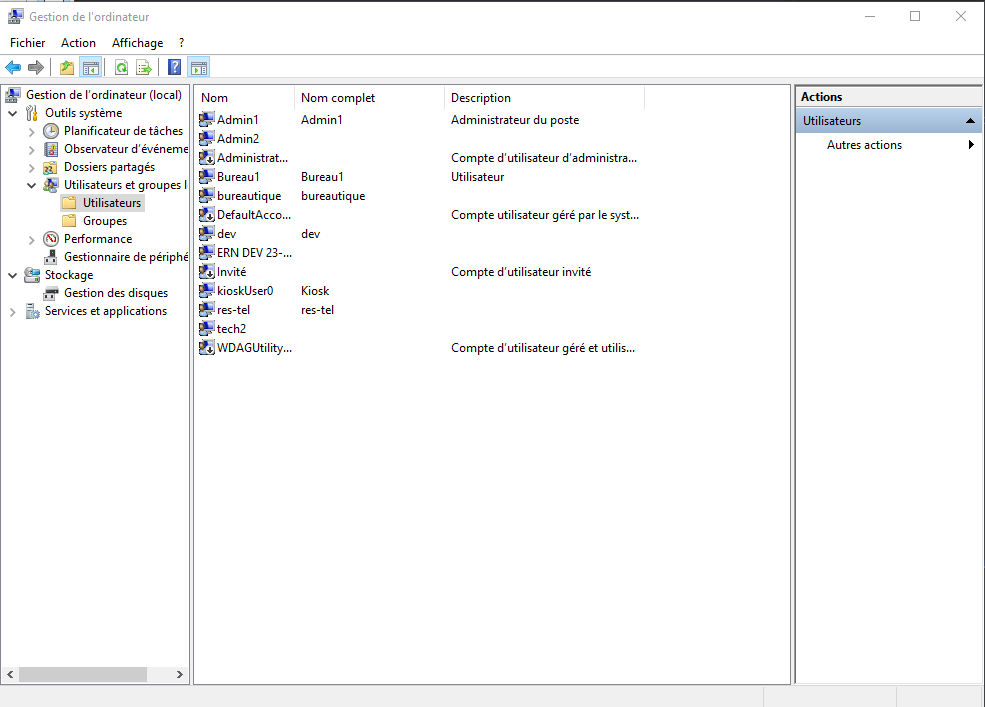 Gestion de l'ordinateur
Fichier Action Affichage ?
Gestion de l'ordinateur (local)
Outils système
Planificateur de tâches
Observateur d'événeme
Dossiers partagés
Utilisateurs et groupes l
Utilisateurs
Groupes
Performance
Gestionnaire de périphé
Stockage
Gestion des disques
Services et applications
Nom Nom complet Description
Admin1 Admin1 Administrateur du poste
Admin2
Administrat... Compte d'utilisateur d'administra...
Bureau1 Bureau1 Utilisateur
bureautique bureautique
DefaultAcco... Compte utilisateur géré par le syst...
dev dev
ERN DEV 23-...
Invité Compte d'utilisateur invité
kioskUser0 Kiosk
res-tel res-tel
tech2
WDAGUtility... Compte d'utilisateur géré et utilis...
Actions
Utilisateurs
Autres actions